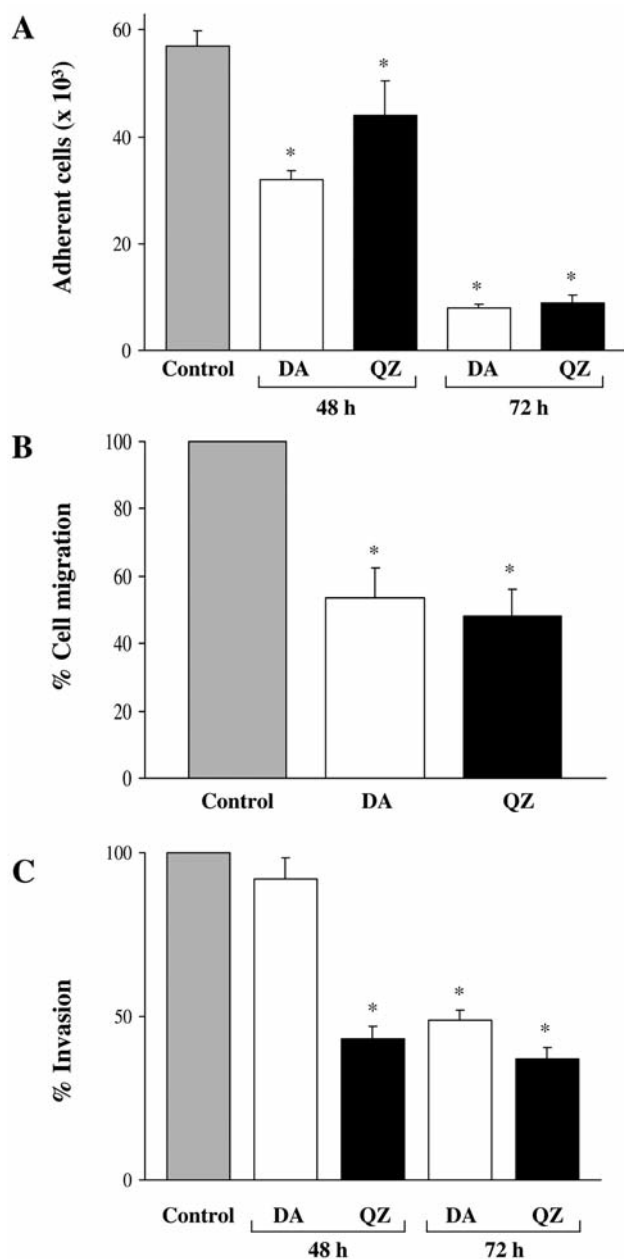 A
Adherent cells (x 10³)
60
40
20
0
*
*
*
*
Control DA QZ DA QZ
48 h 72 h
B
% Cell migration
100
80
60
40
20
0
*
*
Control DA QZ
C
% Invasion
100
50
0
*
*
*
Control DA QZ DA QZ
48 h 72 h